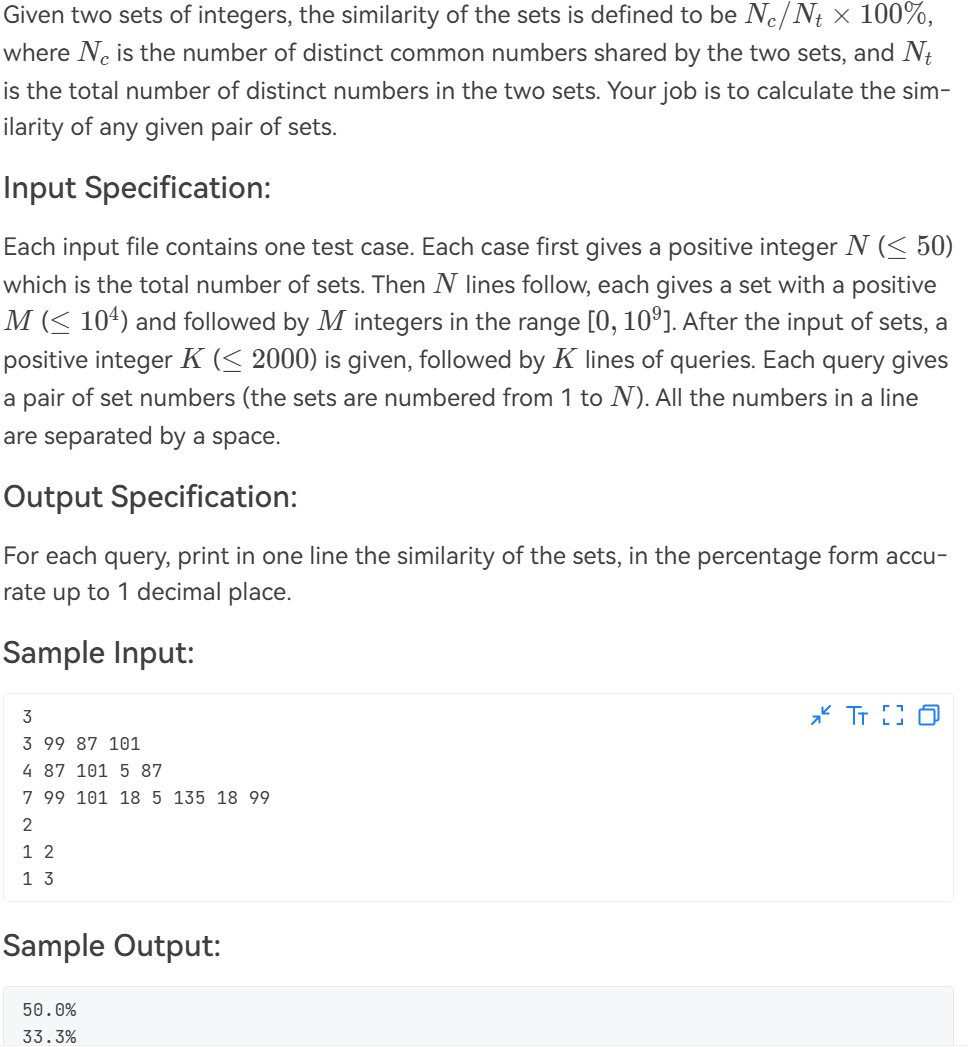 Given two sets of integers, the similarity of the sets is defined to be N_c/N_t × 100%,
where N_c is the number of distinct common numbers shared by the two sets, and N_t
is the total number of distinct numbers in the two sets. Your job is to calculate the sim-
ilarity of any given pair of sets.
Input Specification:
Each input file contains one test case. Each case first gives a positive integer N (≤ 50)
which is the total number of sets. Then N lines follow, each gives a set with a positive
M (≤ 10^4) and followed by M integers in the range [0, 10^9]. After the input of sets, a
positive integer K (≤ 2000) is given, followed by K lines of queries. Each query gives
a pair of set numbers (the sets are numbered from 1 to N). All the numbers in a line
are separated by a space.
Output Specification:
For each query, print in one line the similarity of the sets, in the percentage form accu-
rate up to 1 decimal place.
Sample Input:
3
3 99 87 101
4 87 101 5 87
7 99 101 18 5 135 18 99
2
1 2
1 3
Sample Output:
50.0%
33.3%